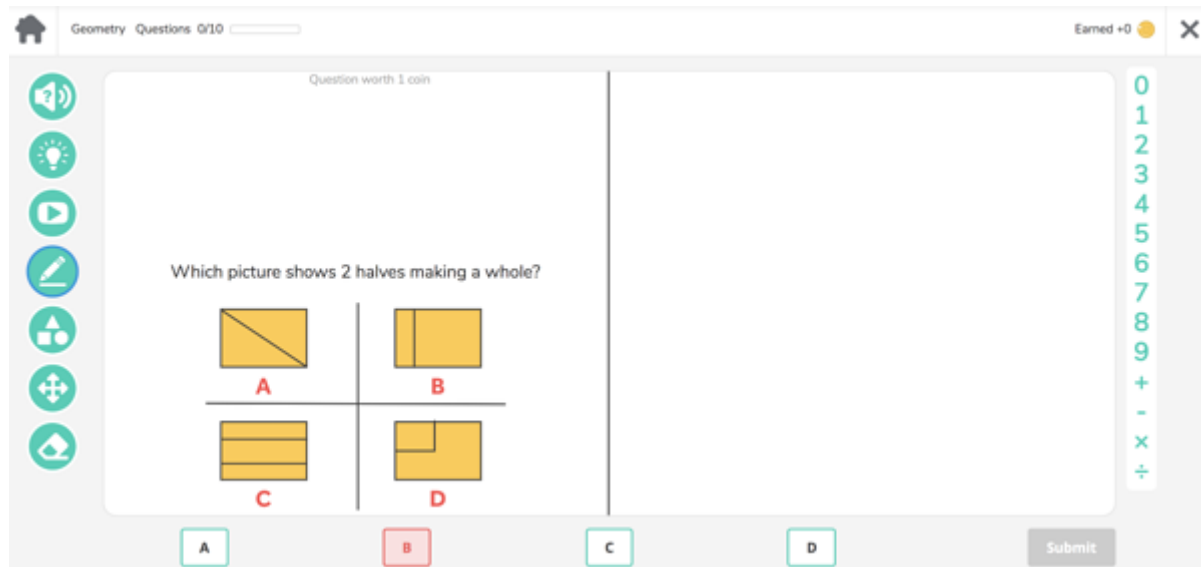 Geometry Questions 0/10
Earned +0
Question worth 1 coin
Which picture shows 2 halves making a whole?
A
B
C
D
0
1
2
3
4
5
6
7
8
9
+
-
×
÷
A
B
C
D
Submit